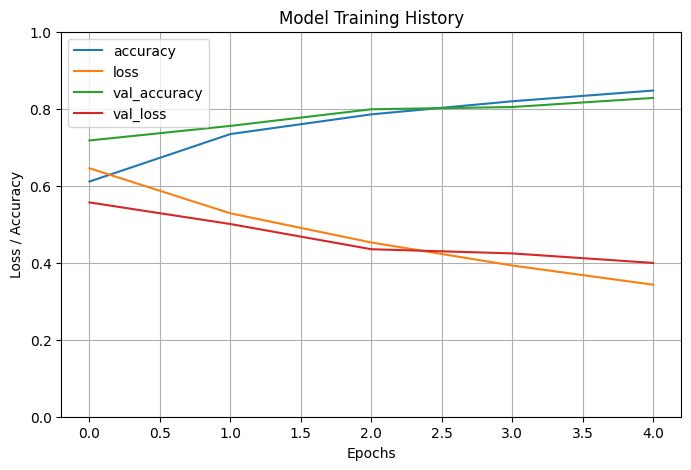 Model Training History
accuracy
loss
val_accuracy
val_loss
1.0
0.8
0.6
0.4
0.2
0.0
Loss / Accuracy
0.0 0.5 1.0 1.5 2.0 2.5 3.0 3.5 4.0
Epochs